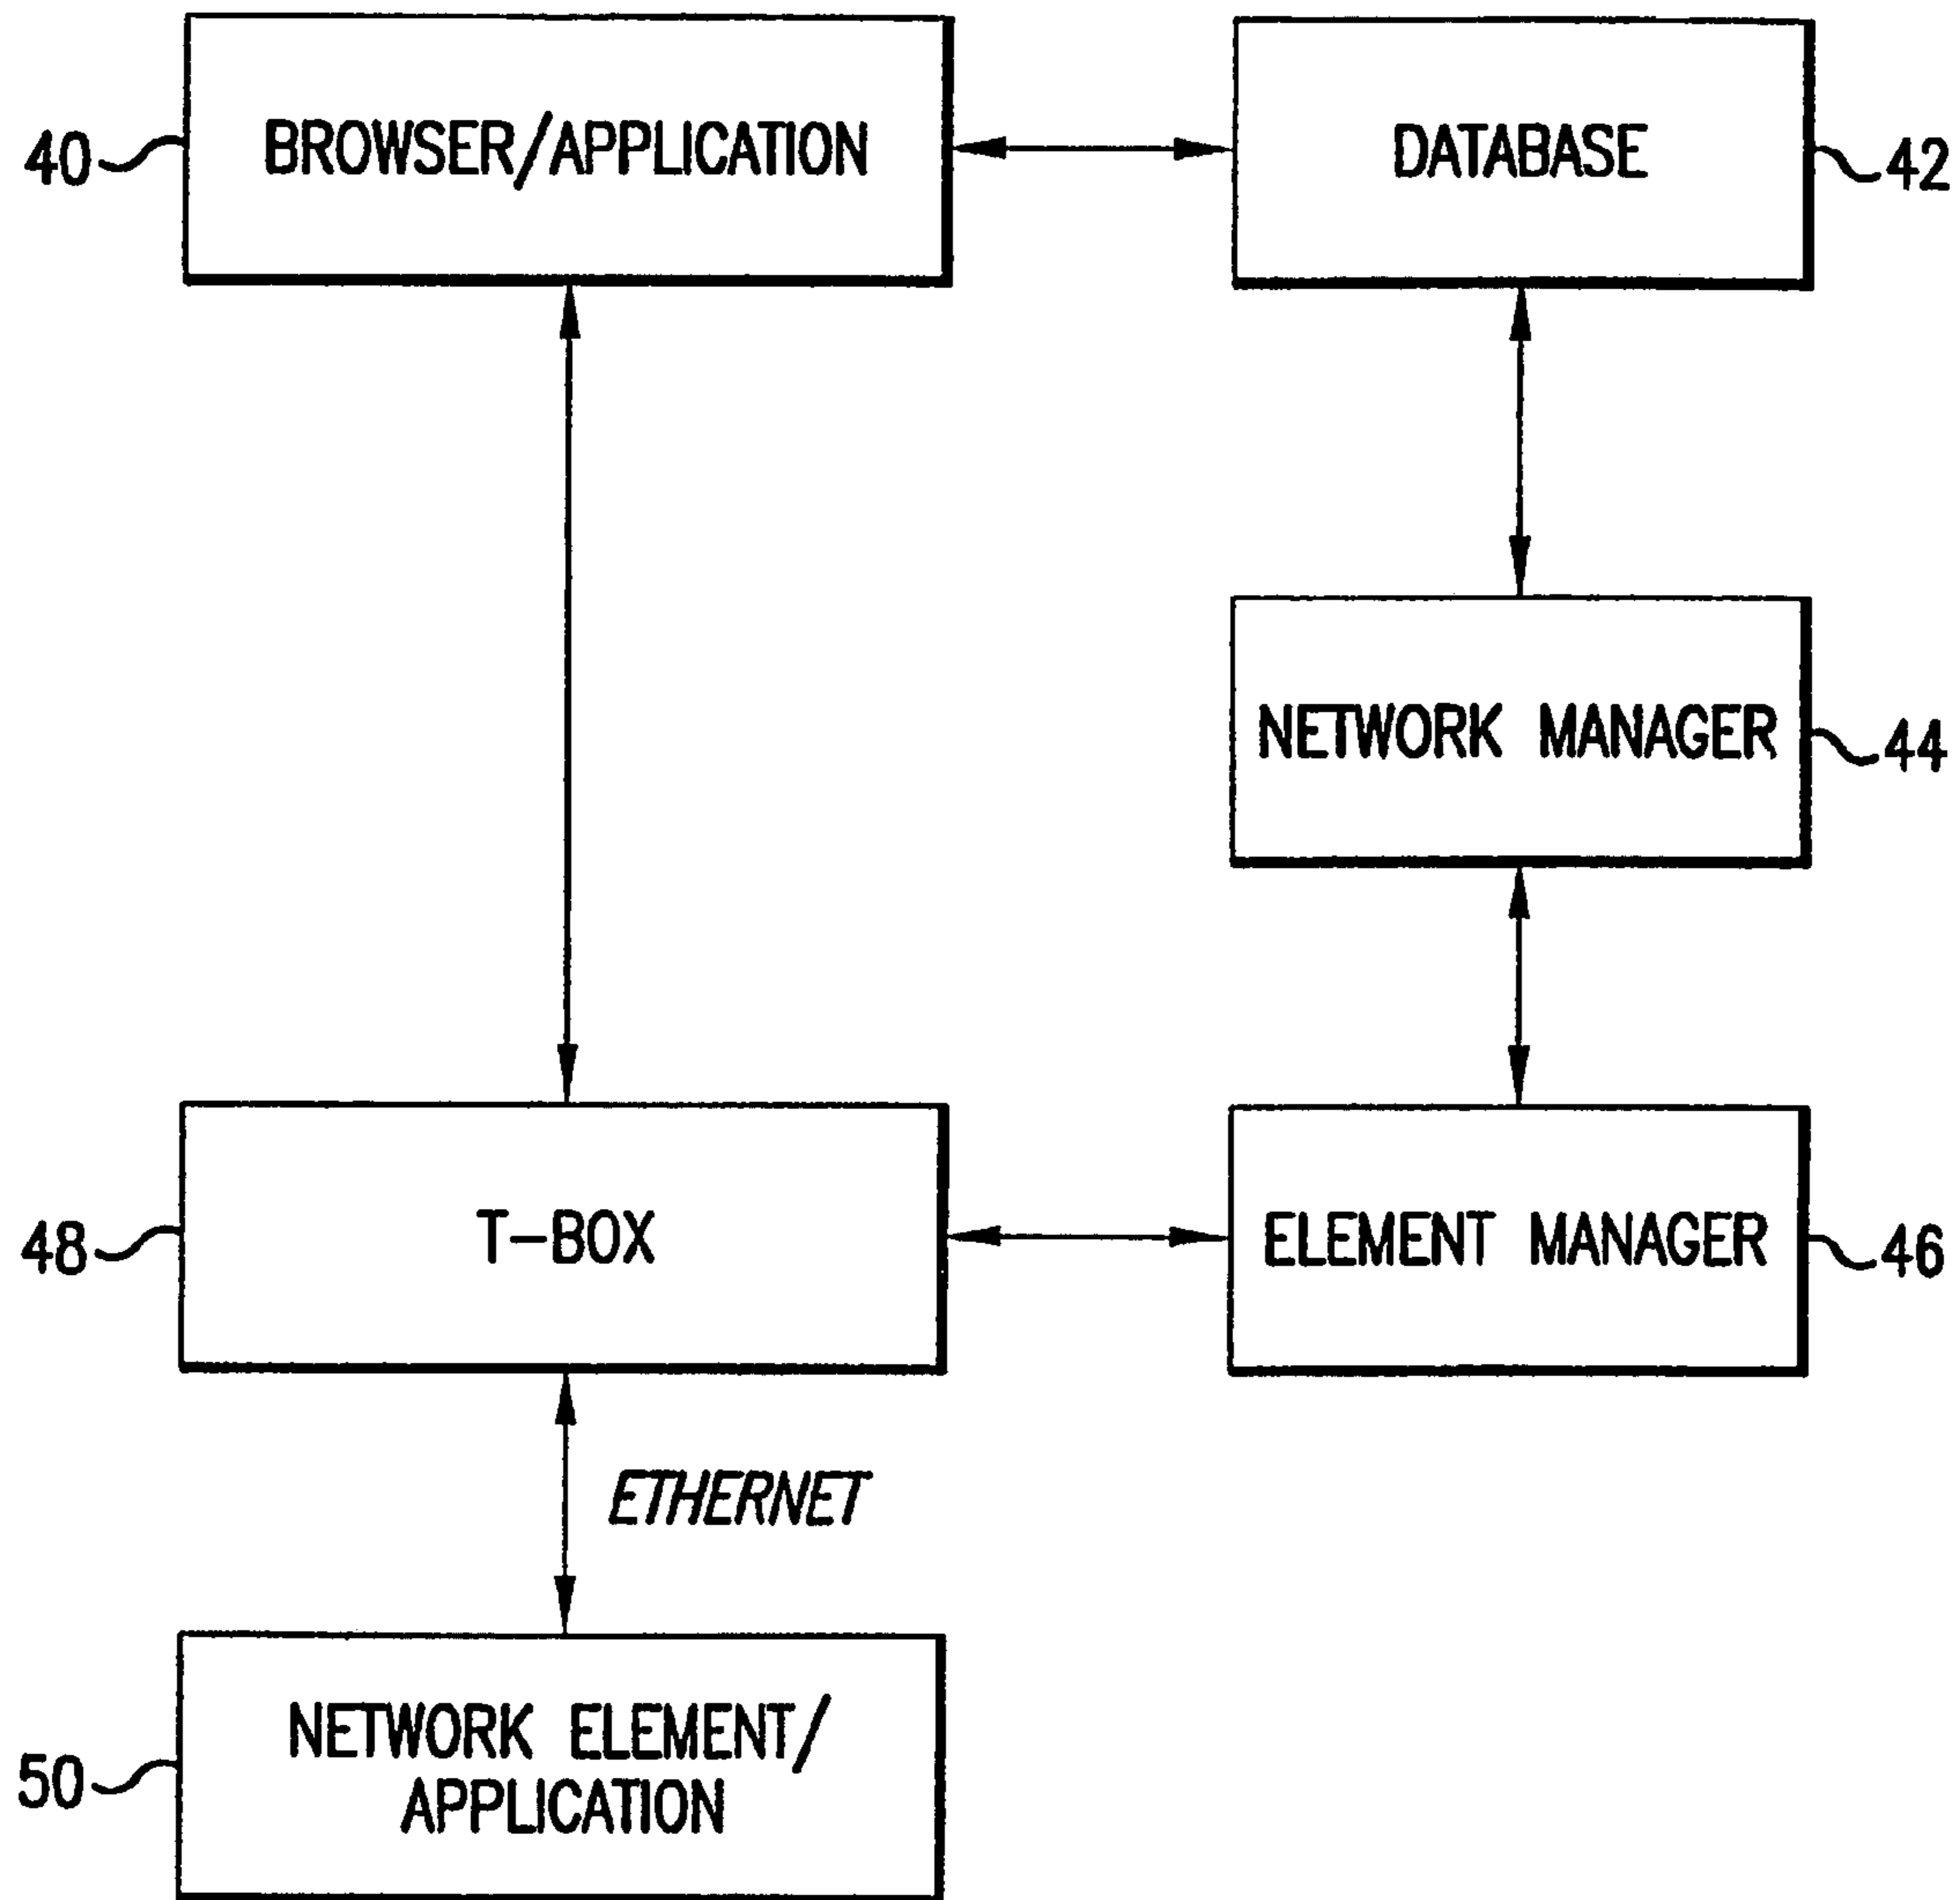 40 BROWSER/APPLICATION
DATABASE 42
NETWORK MANAGER 44
48 T-BOX
ELEMENT MANAGER 46
ETHERNET
50 NETWORK ELEMENT/
APPLICATION